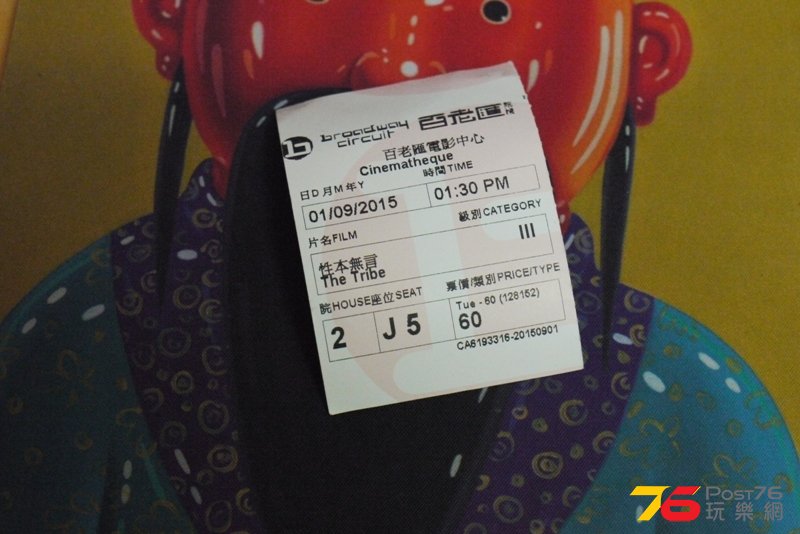 b broadway circuit 百老匯 院線
百老匯電影中心
Cinematheque
日D 月M 年Y 時間TIME
01/09/2015 01:30 PM
片名FILM 級別CATEGORY
性本無言 III
The Tribe
院HOUSE 座位SEAT 票價/類別PRICE/TYPE
2 J 5 Tue - 60 (128152)
60
CA6193316-20150901
76 POST76
玩樂網